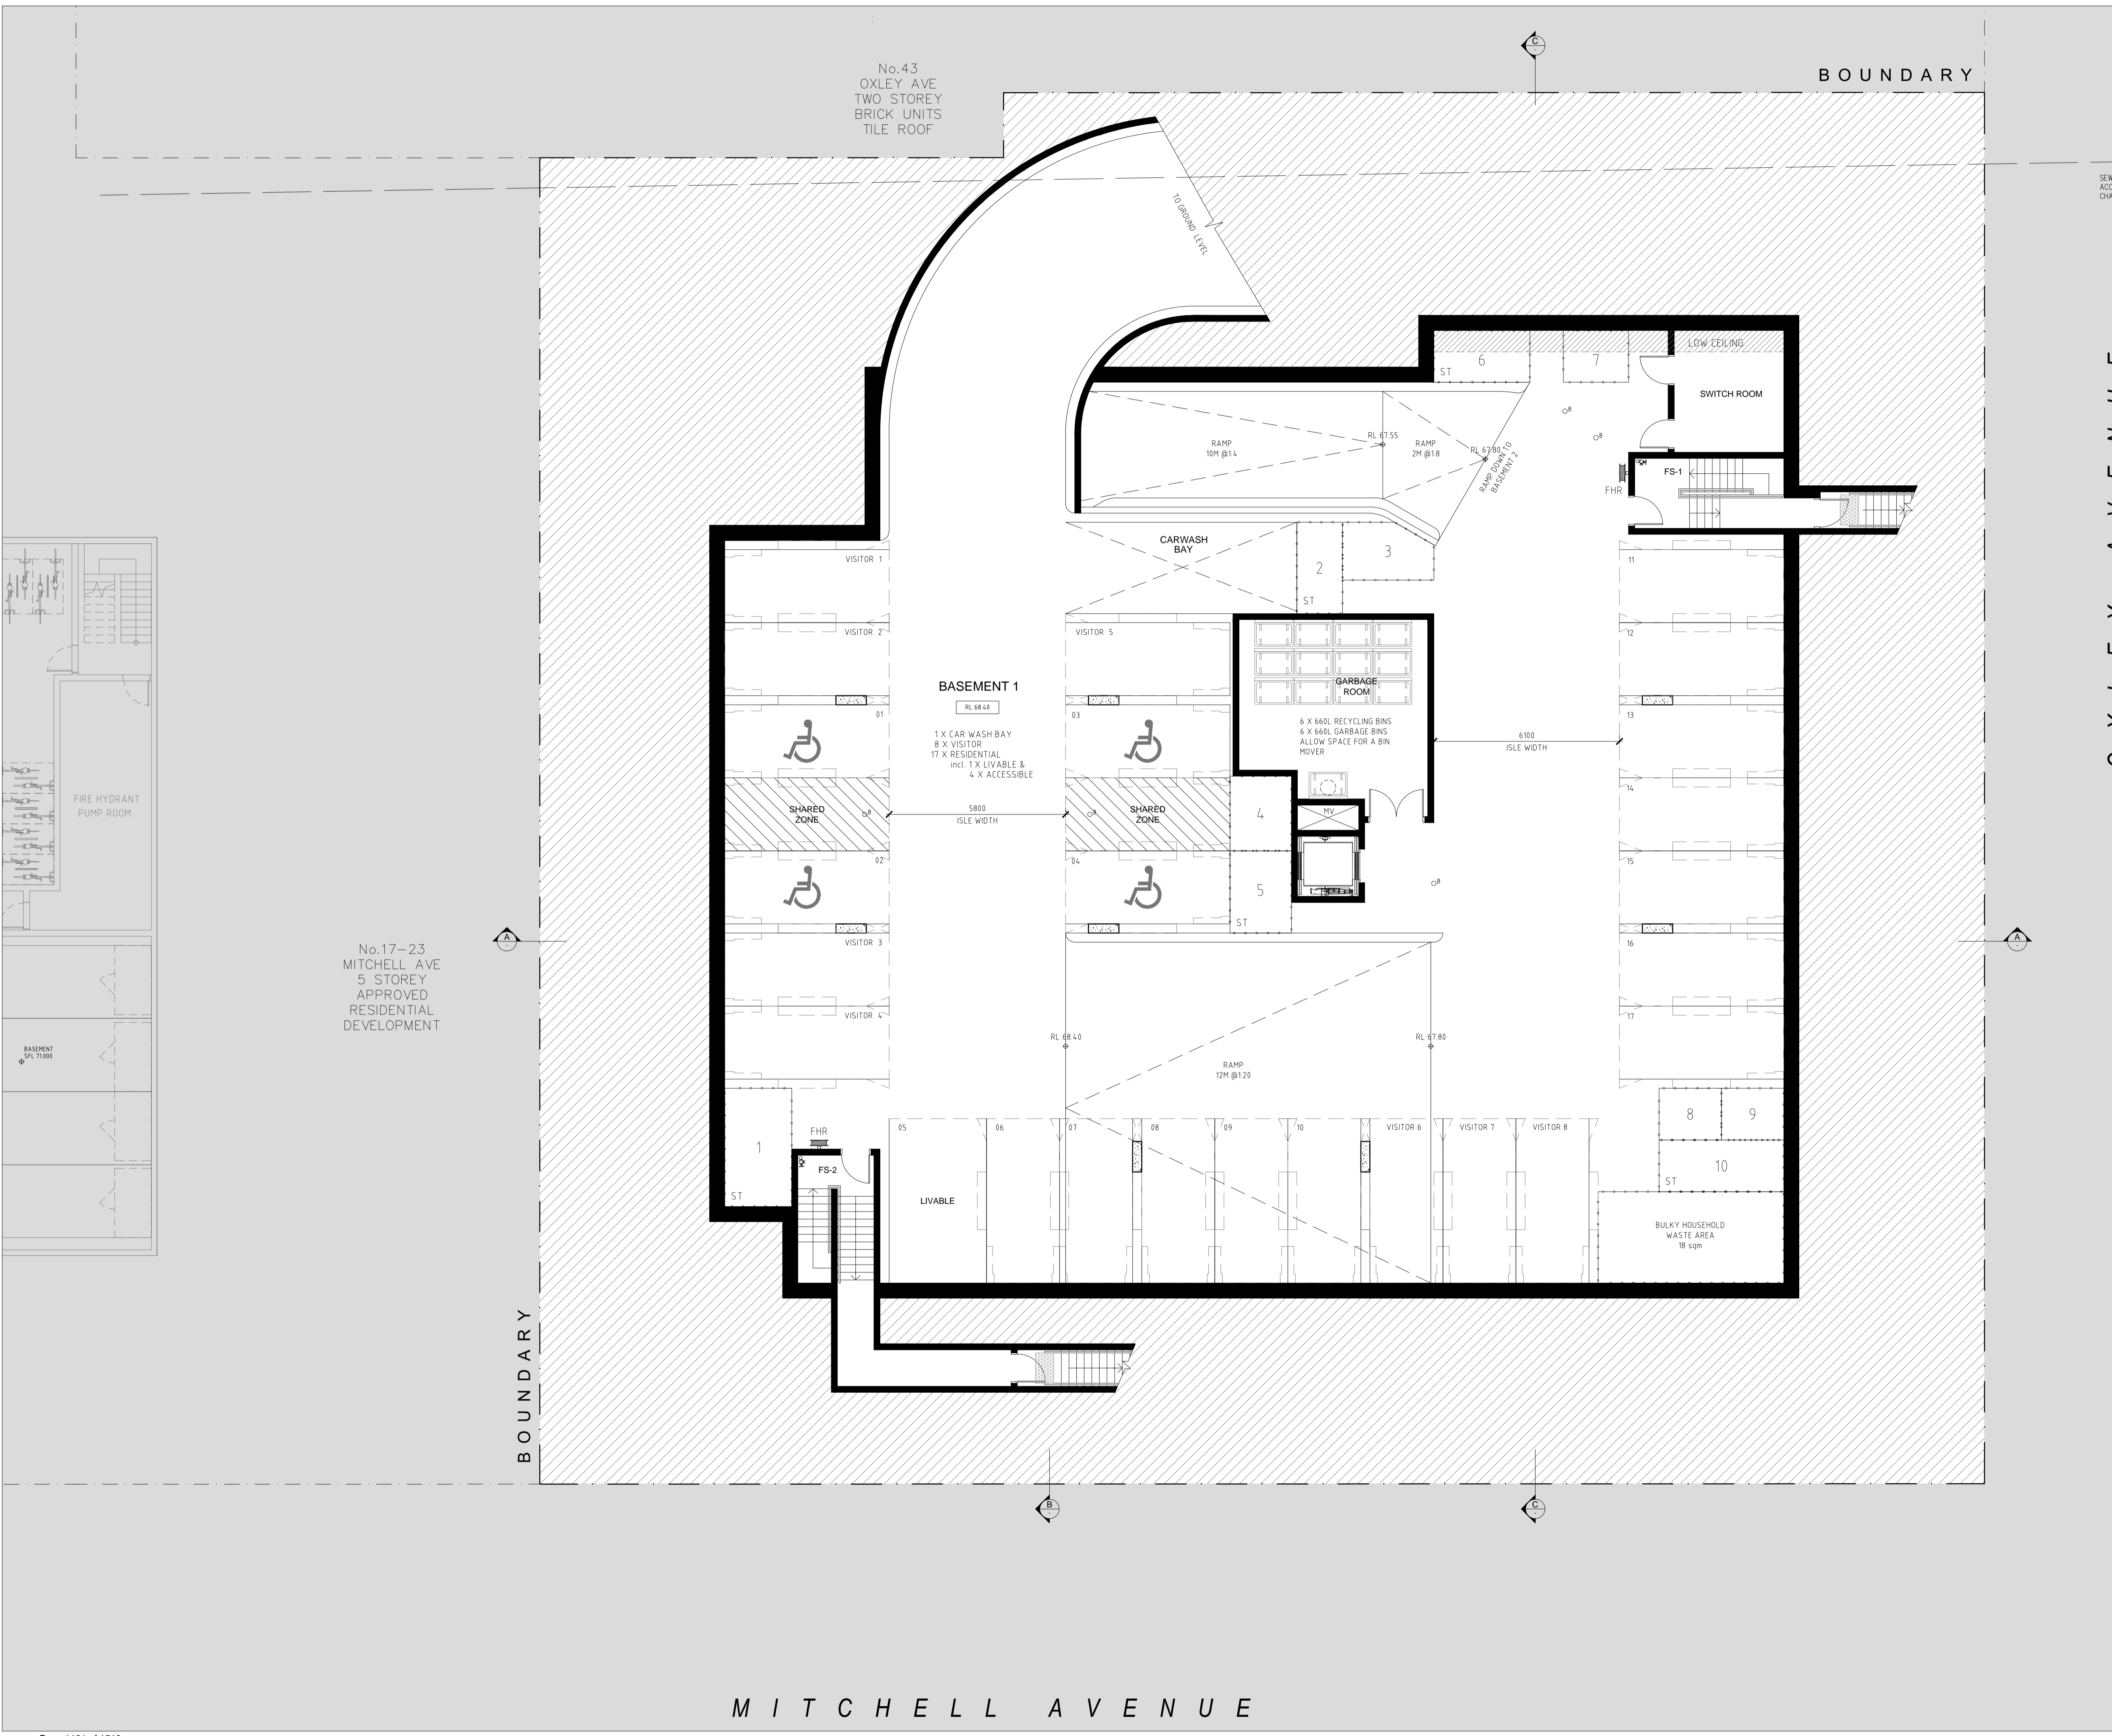 C
BOUNDARY
No.43
OXLEY AVE
TWO STOREY
BRICK UNITS
TILE ROOF
TO GROUND LEVEL
LOW CEILING
6
7
ST
SWITCH ROOM
RL 67.55
RAMP
10M @1:4
RAMP
2M @1:8
RL 67.80
RAMP DOWN TO
BASEMENT 2
FS-1
FHR
CARWASH
BAY
2
3
ST
VISITOR 1
VISITOR 2
VISITOR 5
11
12
BASEMENT 1
RL 68.40
1 X CAR WASH BAY
8 X VISITOR
17 X RESIDENTIAL
incl. 1 X LIVABLE &
4 X ACCESSIBLE
GARBAGE
ROOM
6 X 660L RECYCLING BINS
6 X 660L GARBAGE BINS
ALLOW SPACE FOR A BIN
MOVER
01
03
13
6100
ISLE WIDTH
14
SHARED
ZONE
5800
ISLE WIDTH
SHARED
ZONE
4
MV
02
04
15
5
ST
FIRE HYDRANT
PUMP ROOM
A
No.17-23
MITCHELL AVE
5 STOREY
APPROVED
RESIDENTIAL
DEVELOPMENT
VISITOR 3
16
A
VISITOR 4
17
BASEMENT
SFL 71.000
RL 68.40
RL 67.80
RAMP
12M @1:20
1
ST
FHR
FS-2
05
06
07
08
09
10
VISITOR 6
VISITOR 7
VISITOR 8
LIVABLE
8
9
10
ST
BULKY HOUSEHOLD
WASTE AREA
18 sqm
BOUNDARY
B
C
MITCHELL AVENUE